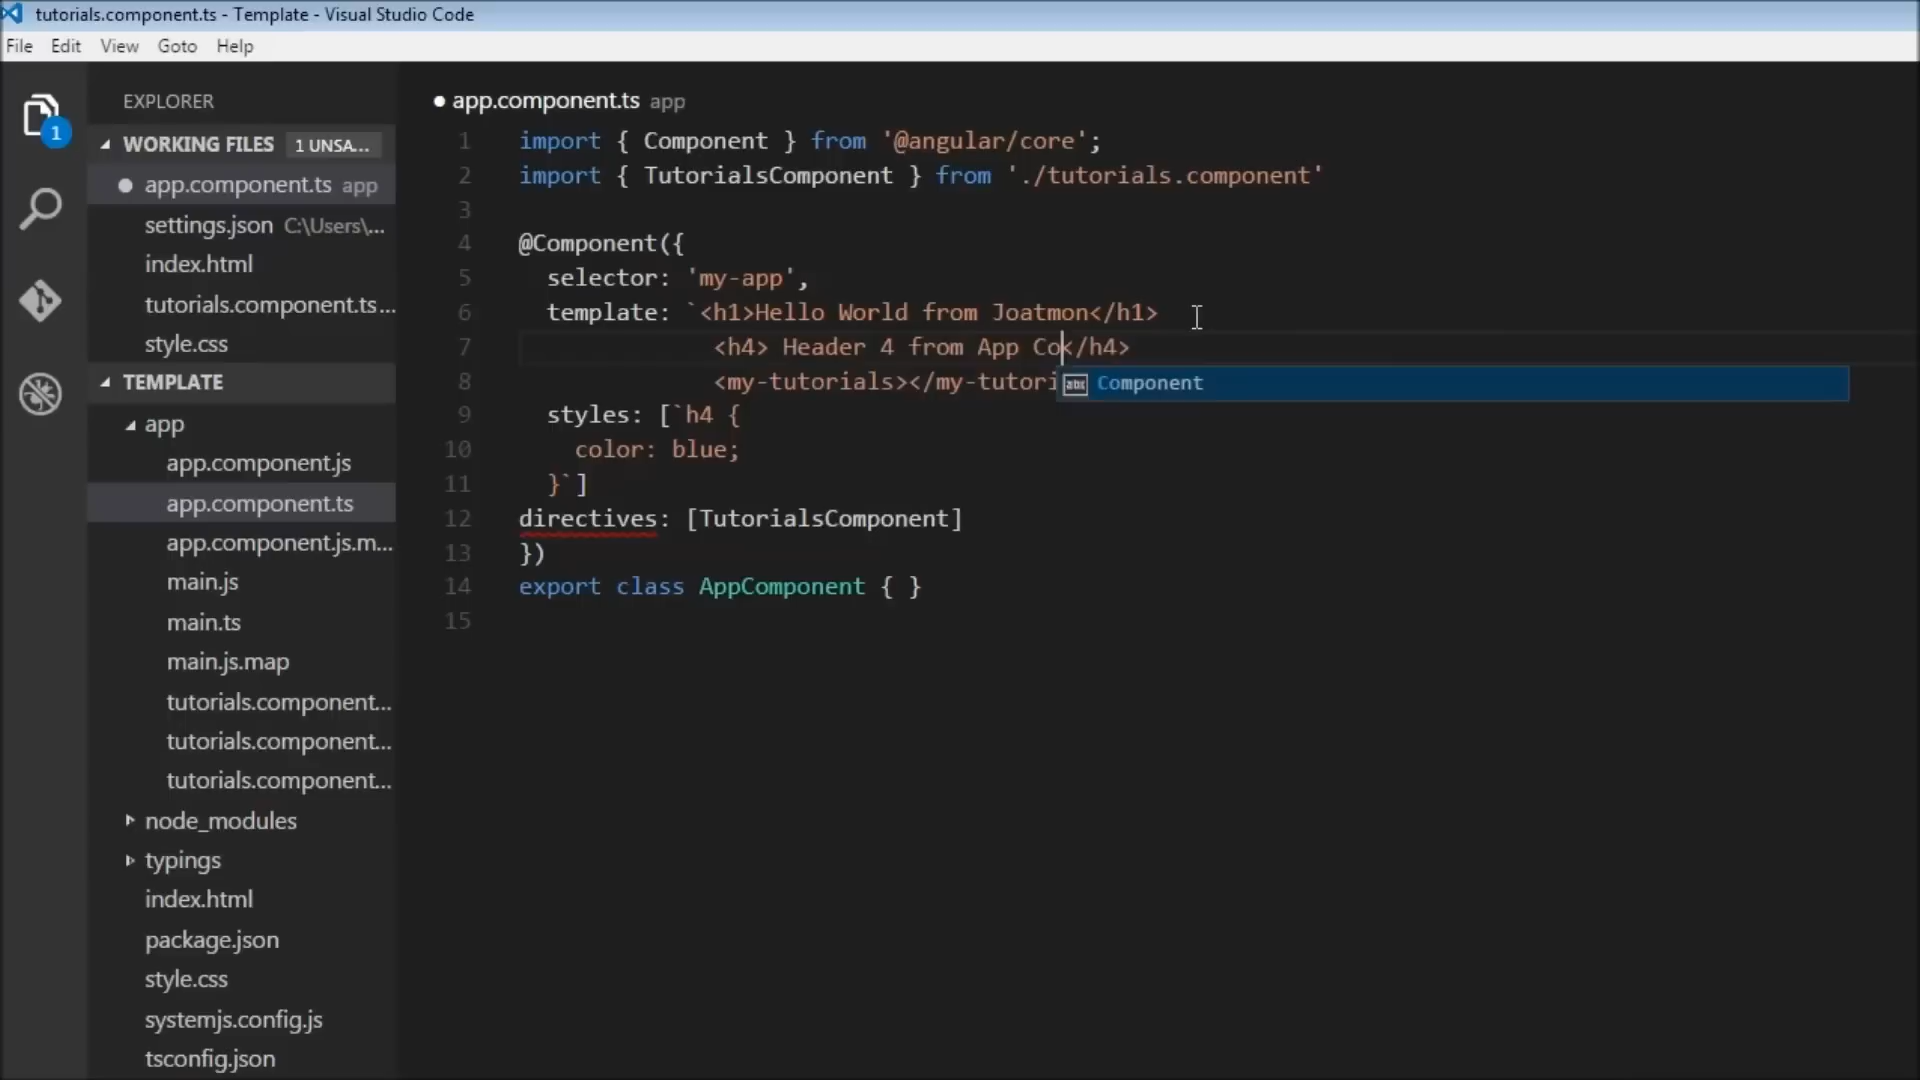 tutorials.component.ts - Template - Visual Studio Code
File Edit View Goto Help
EXPLORER
1
WORKING FILES 1 UNSA...
app.component.ts app
settings.json C:\Users\...
index.html
tutorials.component.ts...
style.css
TEMPLATE
app
app.component.js
app.component.ts
app.component.js.m...
main.js
main.ts
main.js.map
tutorials.component...
tutorials.component...
tutorials.component...
node_modules
typings
index.html
package.json
style.css
systemjs.config.js
tsconfig.json
app.component.ts app
1 import { Component } from '@angular/core';
2 import { TutorialsComponent } from './tutorials.component'
3
4 @Component({
5 selector: 'my-app',
6 template: `<h1>Hello World from Joatmon</h1>
7 <h4> Header 4 from App Co</h4>
8 <my-tutorials></my-tutori
abc Component
9 styles: [`h4 {
10 color: blue;
11 }`]
12 directives: [TutorialsComponent]
13 })
14 export class AppComponent { }
15